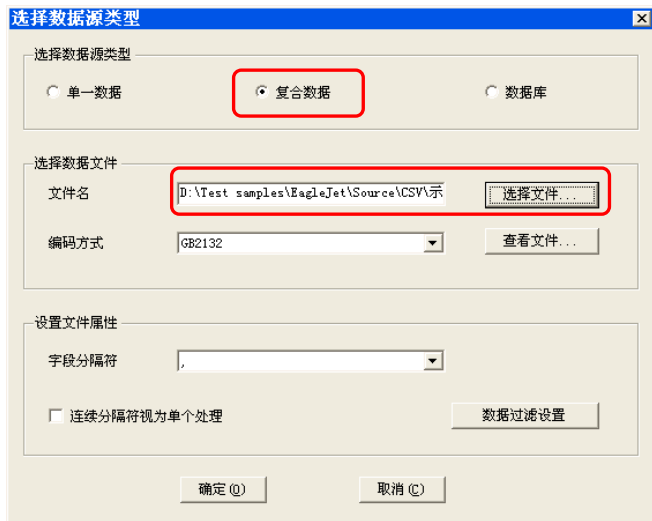 选择数据源类型
选择数据源类型
单一数据 复合数据 数据库
选择数据文件
文件名 D:\Test samples\EagleJet\Source\CSV\示 选择文件...
编码方式 GB2132 查看文件...
设置文件属性
字段分隔符 ,
连续分隔符视为单个处理 数据过滤设置
确定(O) 取消(C)